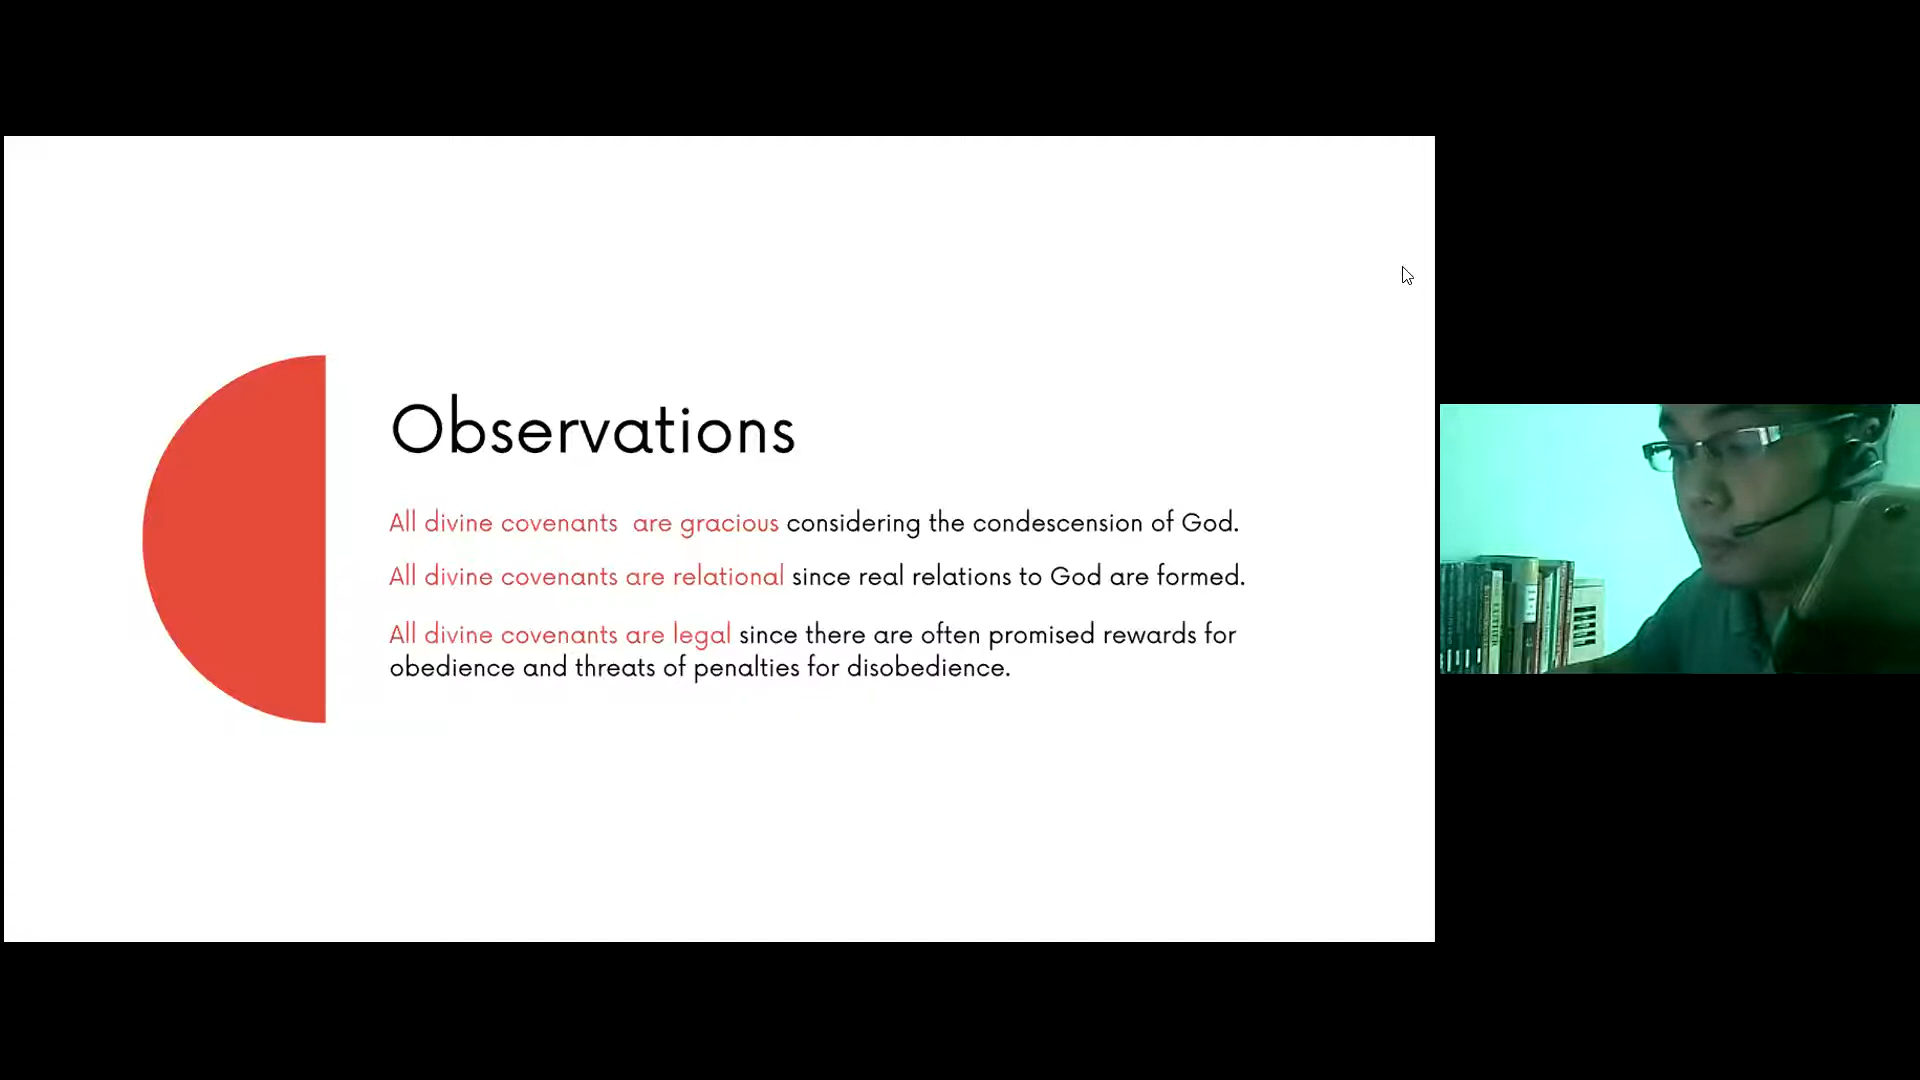 Observations
All divine covenants  are gracious considering the condescension of God.
All divine covenants are relational since real relations to God are formed.
All divine covenants are legal since there are often promised rewards for
obedience and threats of penalties for disobedience.